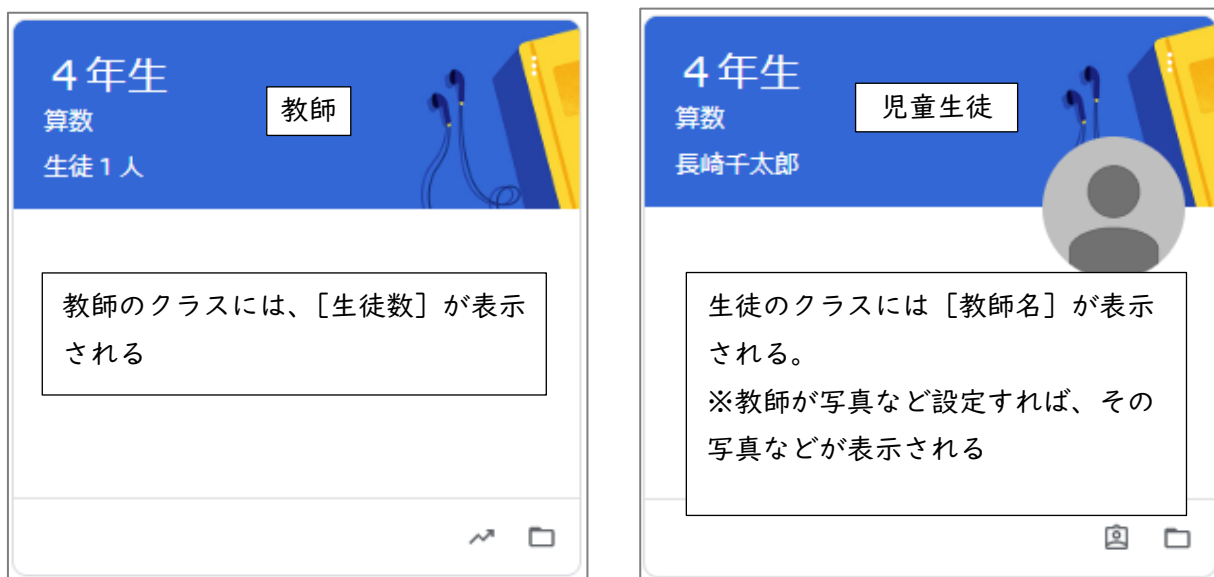 ４年生
算数
生徒１人
教師
教師のクラスには、［生徒数］が表示
される
４年生
算数
長崎千太郎
児童生徒
生徒のクラスには［教師名］が表示
される。
※教師が写真など設定すれば、その
写真などが表示される